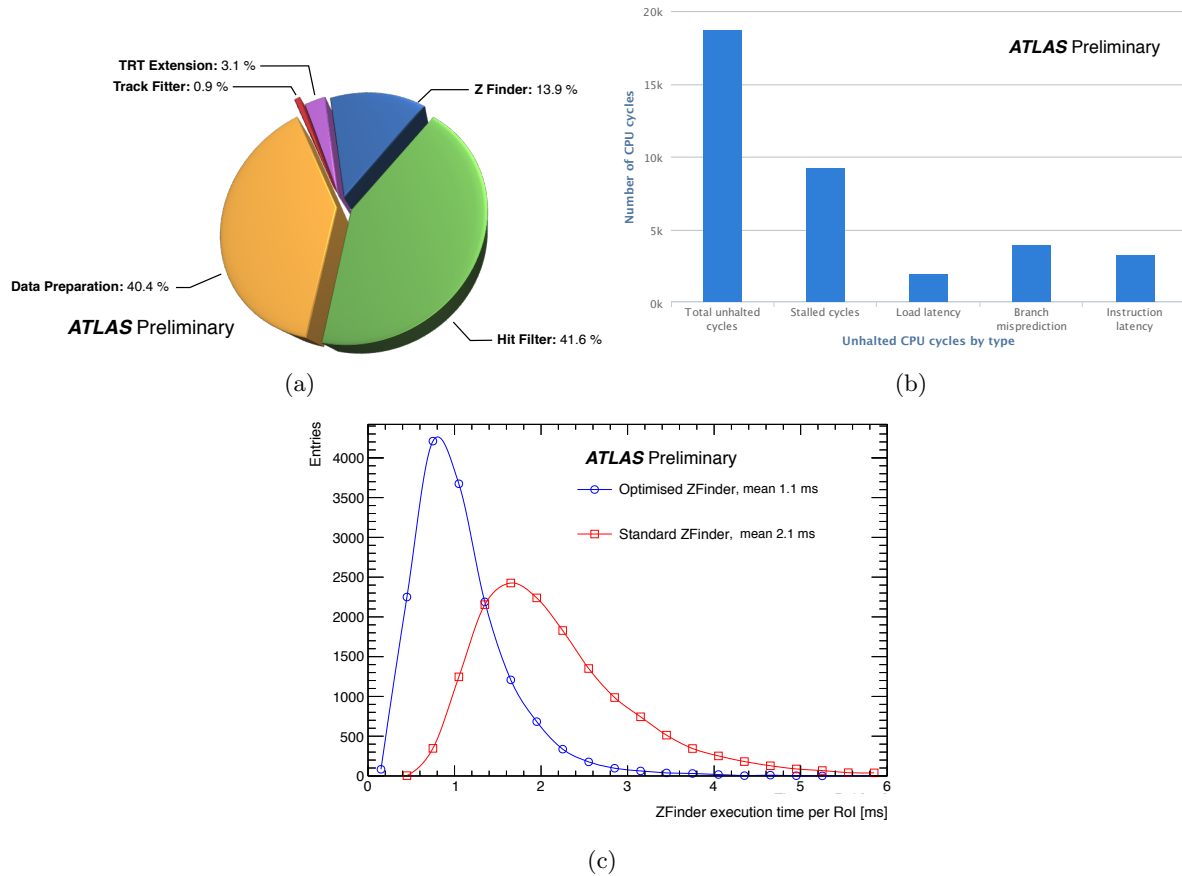 TRT Extension: 3.1 %
Track Fitter: 0.9 %
Z Finder: 13.9 %
Data Preparation: 40.4 %
ATLAS Preliminary
Hit Filter: 41.6 %
(a)
20k
15k
10k
5k
0k
Number of CPU cycles
ATLAS Preliminary
Total unhalted
cycles
Stalled cycles
Load latency
Branch
misprediction
Instruction
latency
Unhalted CPU cycles by type
(b)
Entries
4000
3500
3000
2500
2000
1500
1000
500
0
ATLAS Preliminary
Optimised ZFinder, mean 1.1 ms
Standard ZFinder, mean 2.1 ms
0 1 2 3 4 5 6
ZFinder execution time per RoI [ms]
(c)